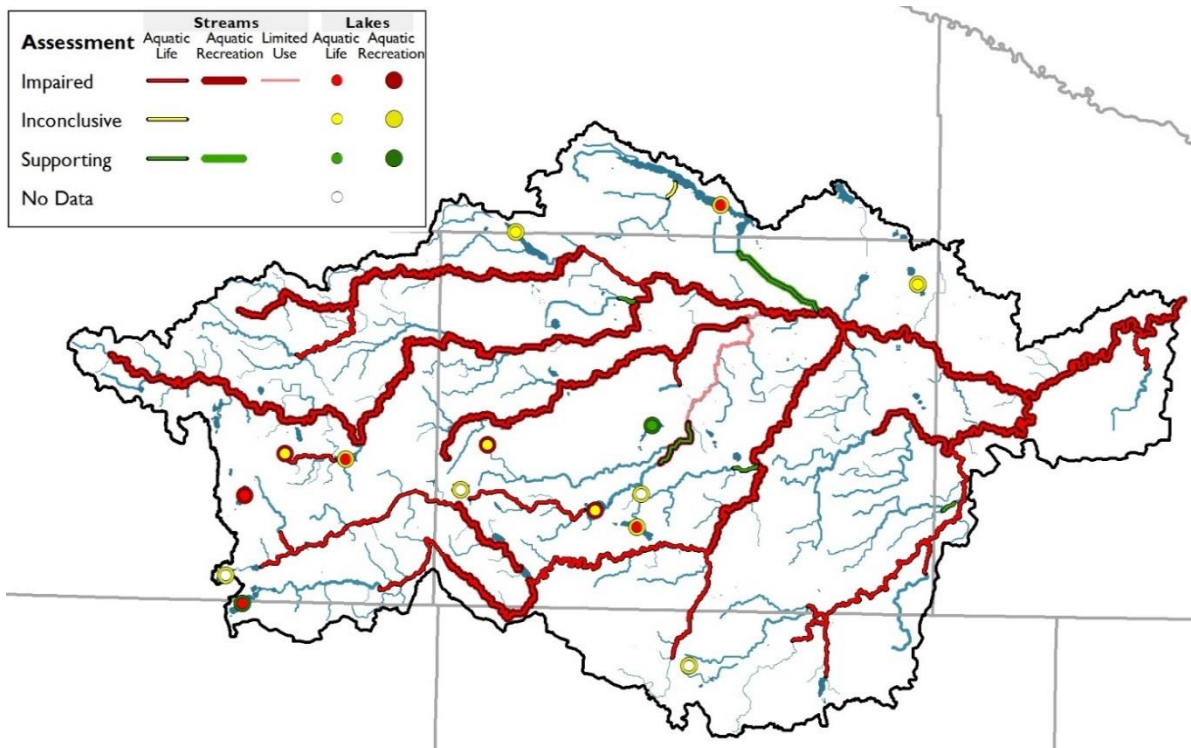 Streams Lakes
Assessment Aquatic Life Aquatic Recreation Limited Use Aquatic Life Aquatic Recreation
Impaired
Inconclusive
Supporting
No Data